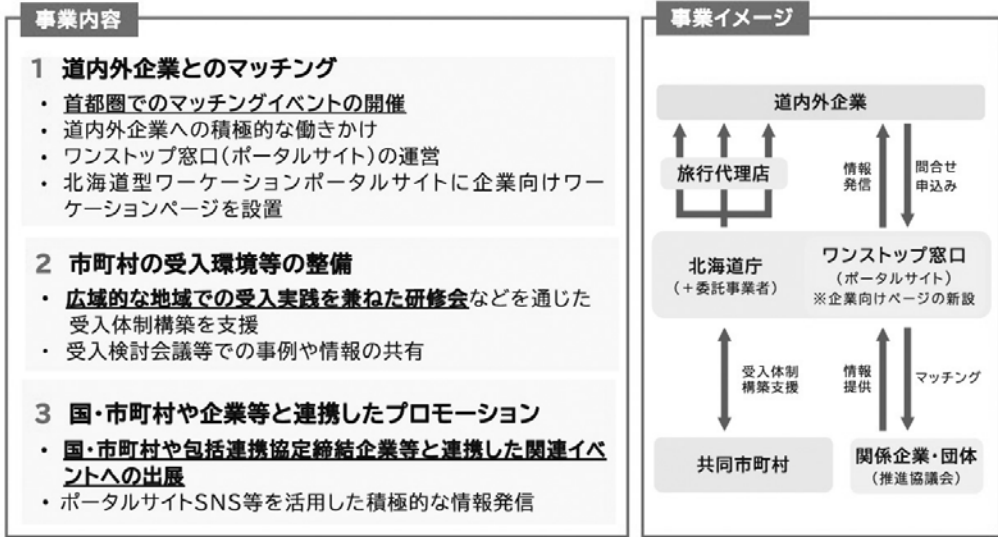 事業内容
1 道内外企業とのマッチング
・ 首都圏でのマッチングイベントの開催
・ 道内外企業への積極的な働きかけ
・ ワンストップ窓口(ポータルサイト)の運営
・ 北海道型ワーケーションポータルサイトに企業向けワー
ケーションページを設置
2 市町村の受入環境等の整備
・ 広域的な地域での受入実践を兼ねた研修会などを通じた
受入体制構築を支援
・ 受入検討会議等での事例や情報の共有
3 国・市町村や企業等と連携したプロモーション
・ 国・市町村や包括連携協定締結企業等と連携した関連イベ
ントへの出展
・ ポータルサイトSNS等を活用した積極的な情報発信
事業イメージ
道内外企業
旅行代理店
情報
発信
問合せ
申込み
北海道庁
(+委託事業者)
ワンストップ窓口
(ポータルサイト)
※企業向けページの新設
受入体制
構築支援
情報
提供
マッチング
共同市町村
関係企業・団体
(推進協議会)